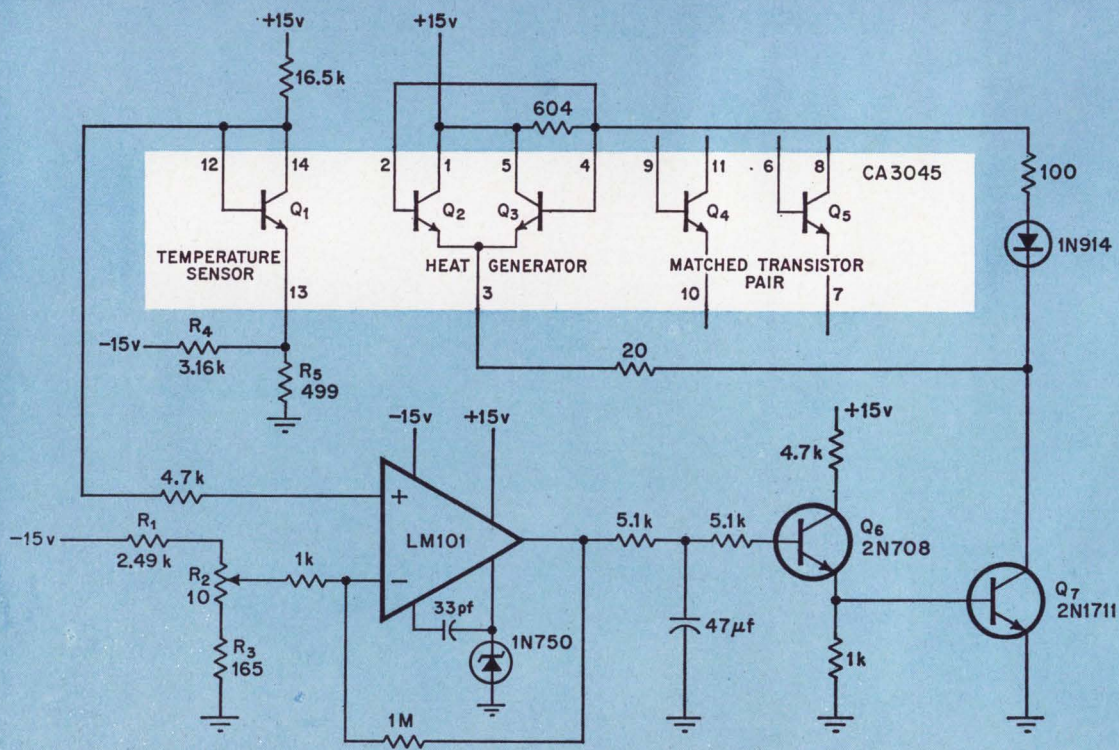 +15v
+15v
16.5k
604
12
14
2
1
5
4
9
11
6
8
CA3045
100
Q1
Q2
Q3
Q4
Q5
1N914
TEMPERATURE
SENSOR
HEAT GENERATOR
MATCHED TRANSISTOR
PAIR
13
3
10
7
R4
-15v
3.16k
R5
499
20
-15v
+15v
+15v
4.7k
4.7k
+
R1
-15v
2.49k
LM101
5.1k
5.1k
Q6
2N708
R2
10
1k
−
33pf
Q7
2N1711
R3
165
1N750
47µf
1k
1M